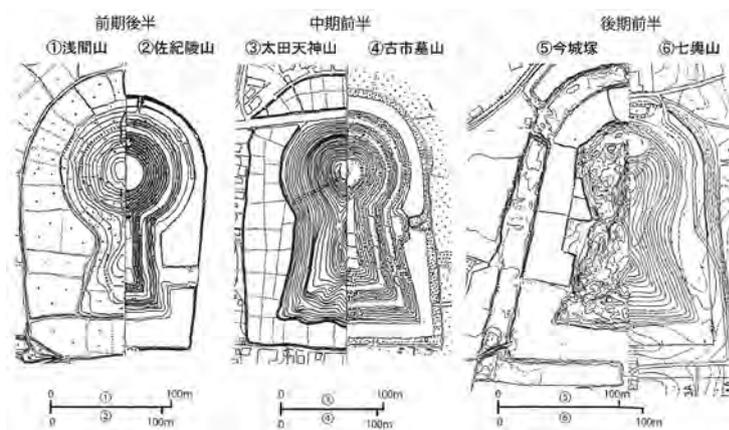 前期後半
①浅間山 ②佐紀陵山
中期前半
③太田天神山 ④古市墓山
後期前半
⑤今城塚 ⑥七輿山
0 ① 100m
0 ② 100m
0 ③ 100m
0 ④ 100m
0 ⑤ 100m
0 ⑥ 100m